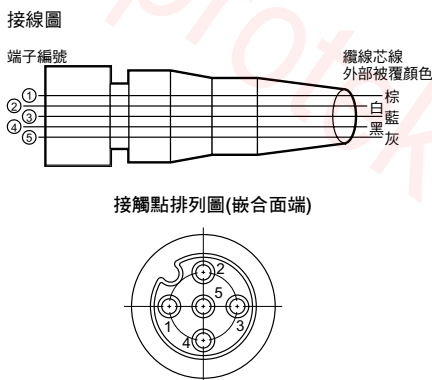 接線圖
端子編號
纜線芯線
外部被覆顏色
① 棕
② 白
③ 藍
④ 黑
⑤ 灰
接觸點排列圖(嵌合面端)
2
5
1 3
4
protek